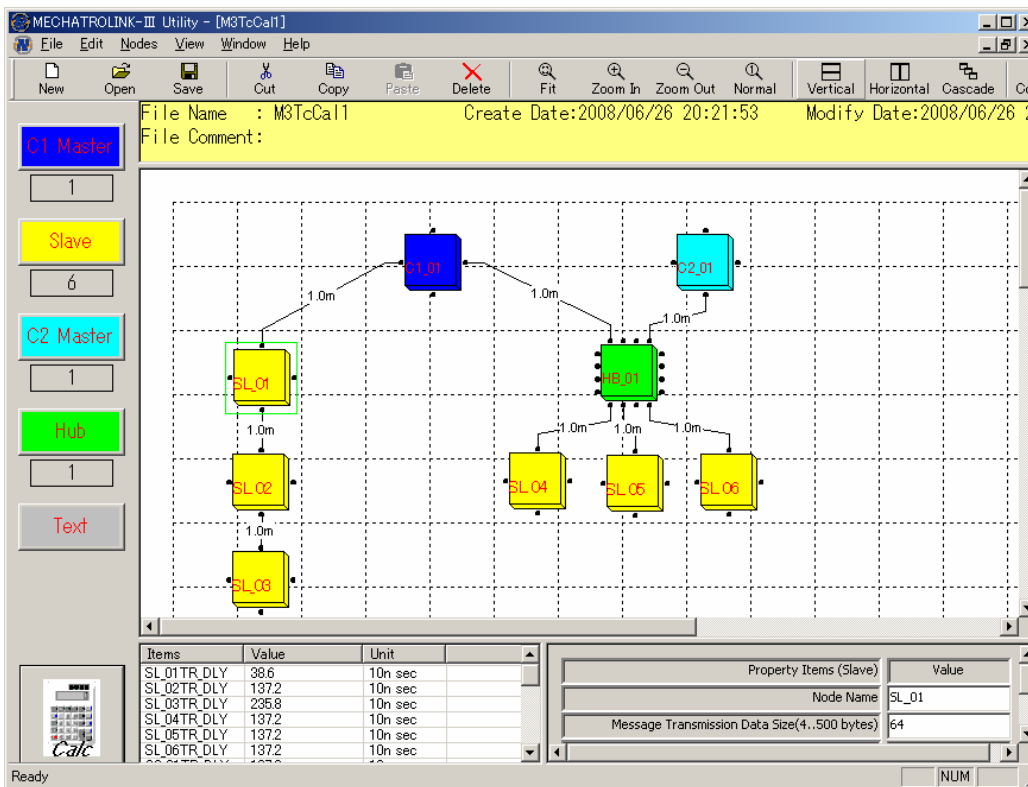 MECHATROLINK-III Utility - [M3TcCal1]
File Edit Nodes View Window Help
New Open Save Cut Copy Paste Delete Fit Zoom In Zoom Out Normal Vertical Horizontal Cascade
File Name : M3TcCal1 Create Date:2008/06/26 20:21:53 Modify Date:2008/06/26
File Comment:
C1 Master
1
Slave
6
C2 Master
1
Hub
1
Text
C1_01
C2_01
1.0m
1.0m
1.0m
SL_01
HB_01
1.0m
1.0m
1.0m
1.0m
SL_02
SL_04
SL_05
SL_06
1.0m
SL_03
Items Value Unit
SL_01TR_DLY 38.6 10n sec
SL_02TR_DLY 137.2 10n sec
SL_03TR_DLY 235.8 10n sec
SL_04TR_DLY 137.2 10n sec
SL_05TR_DLY 137.2 10n sec
SL_06TR_DLY 137.2 10n sec
Property Items (Slave) Value
Node Name SL_01
Message Transmission Data Size(4..500 bytes) 64
Calc
Ready
NUM